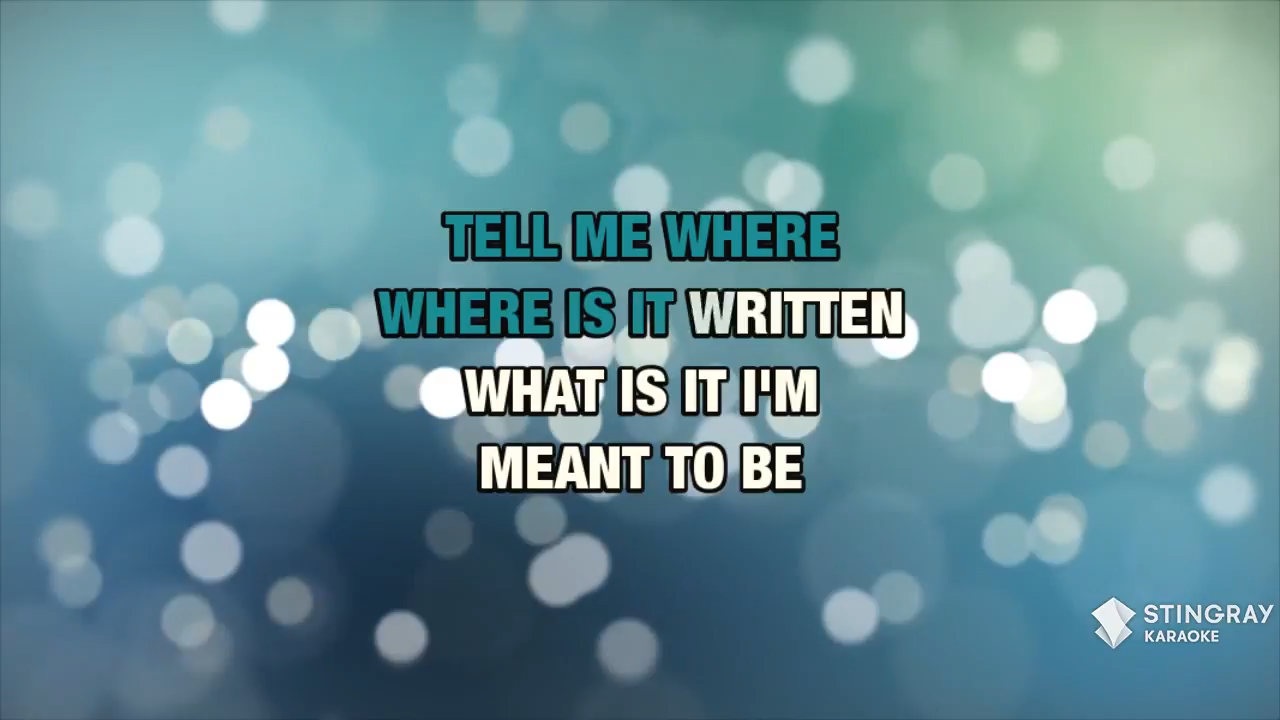 TELL ME WHERE
WHERE IS IT WRITTEN
WHAT IS IT I'M
MEANT TO BE
STINGRAY
KARAOKE